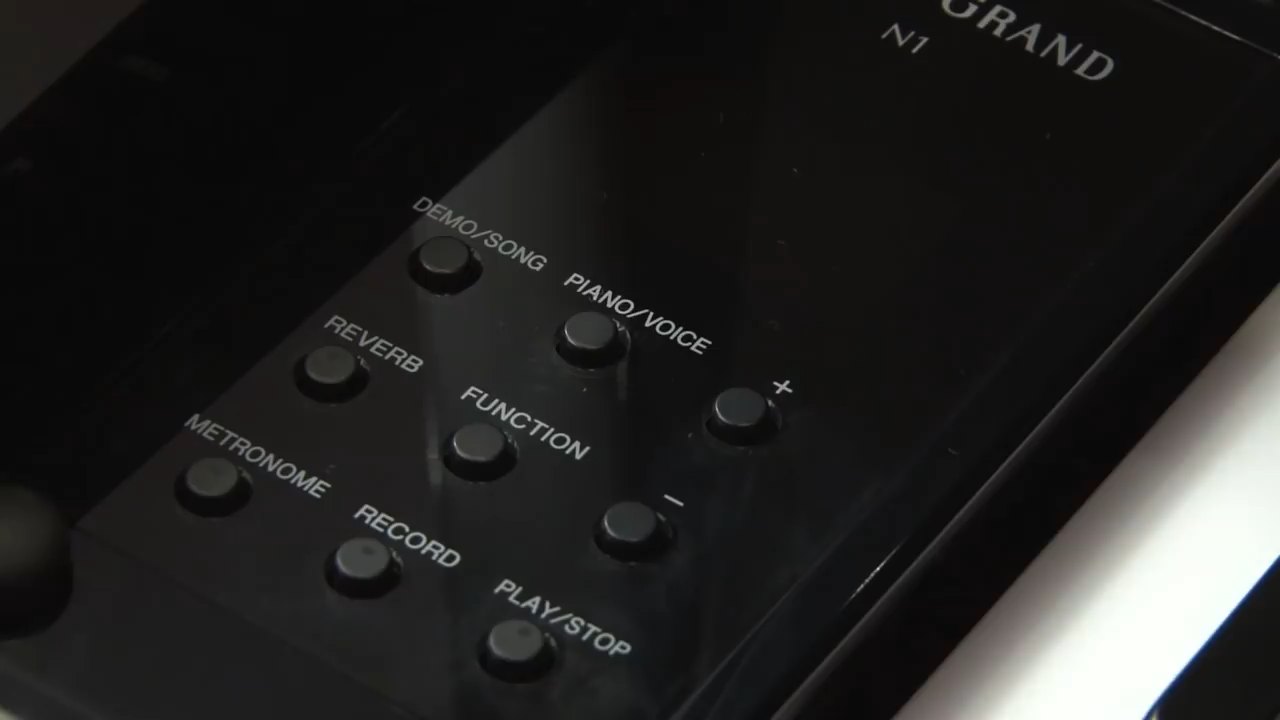 GRAND
N1
DEMO/SONG
PIANO/VOICE
+
REVERB
FUNCTION
−
METRONOME
RECORD
PLAY/STOP